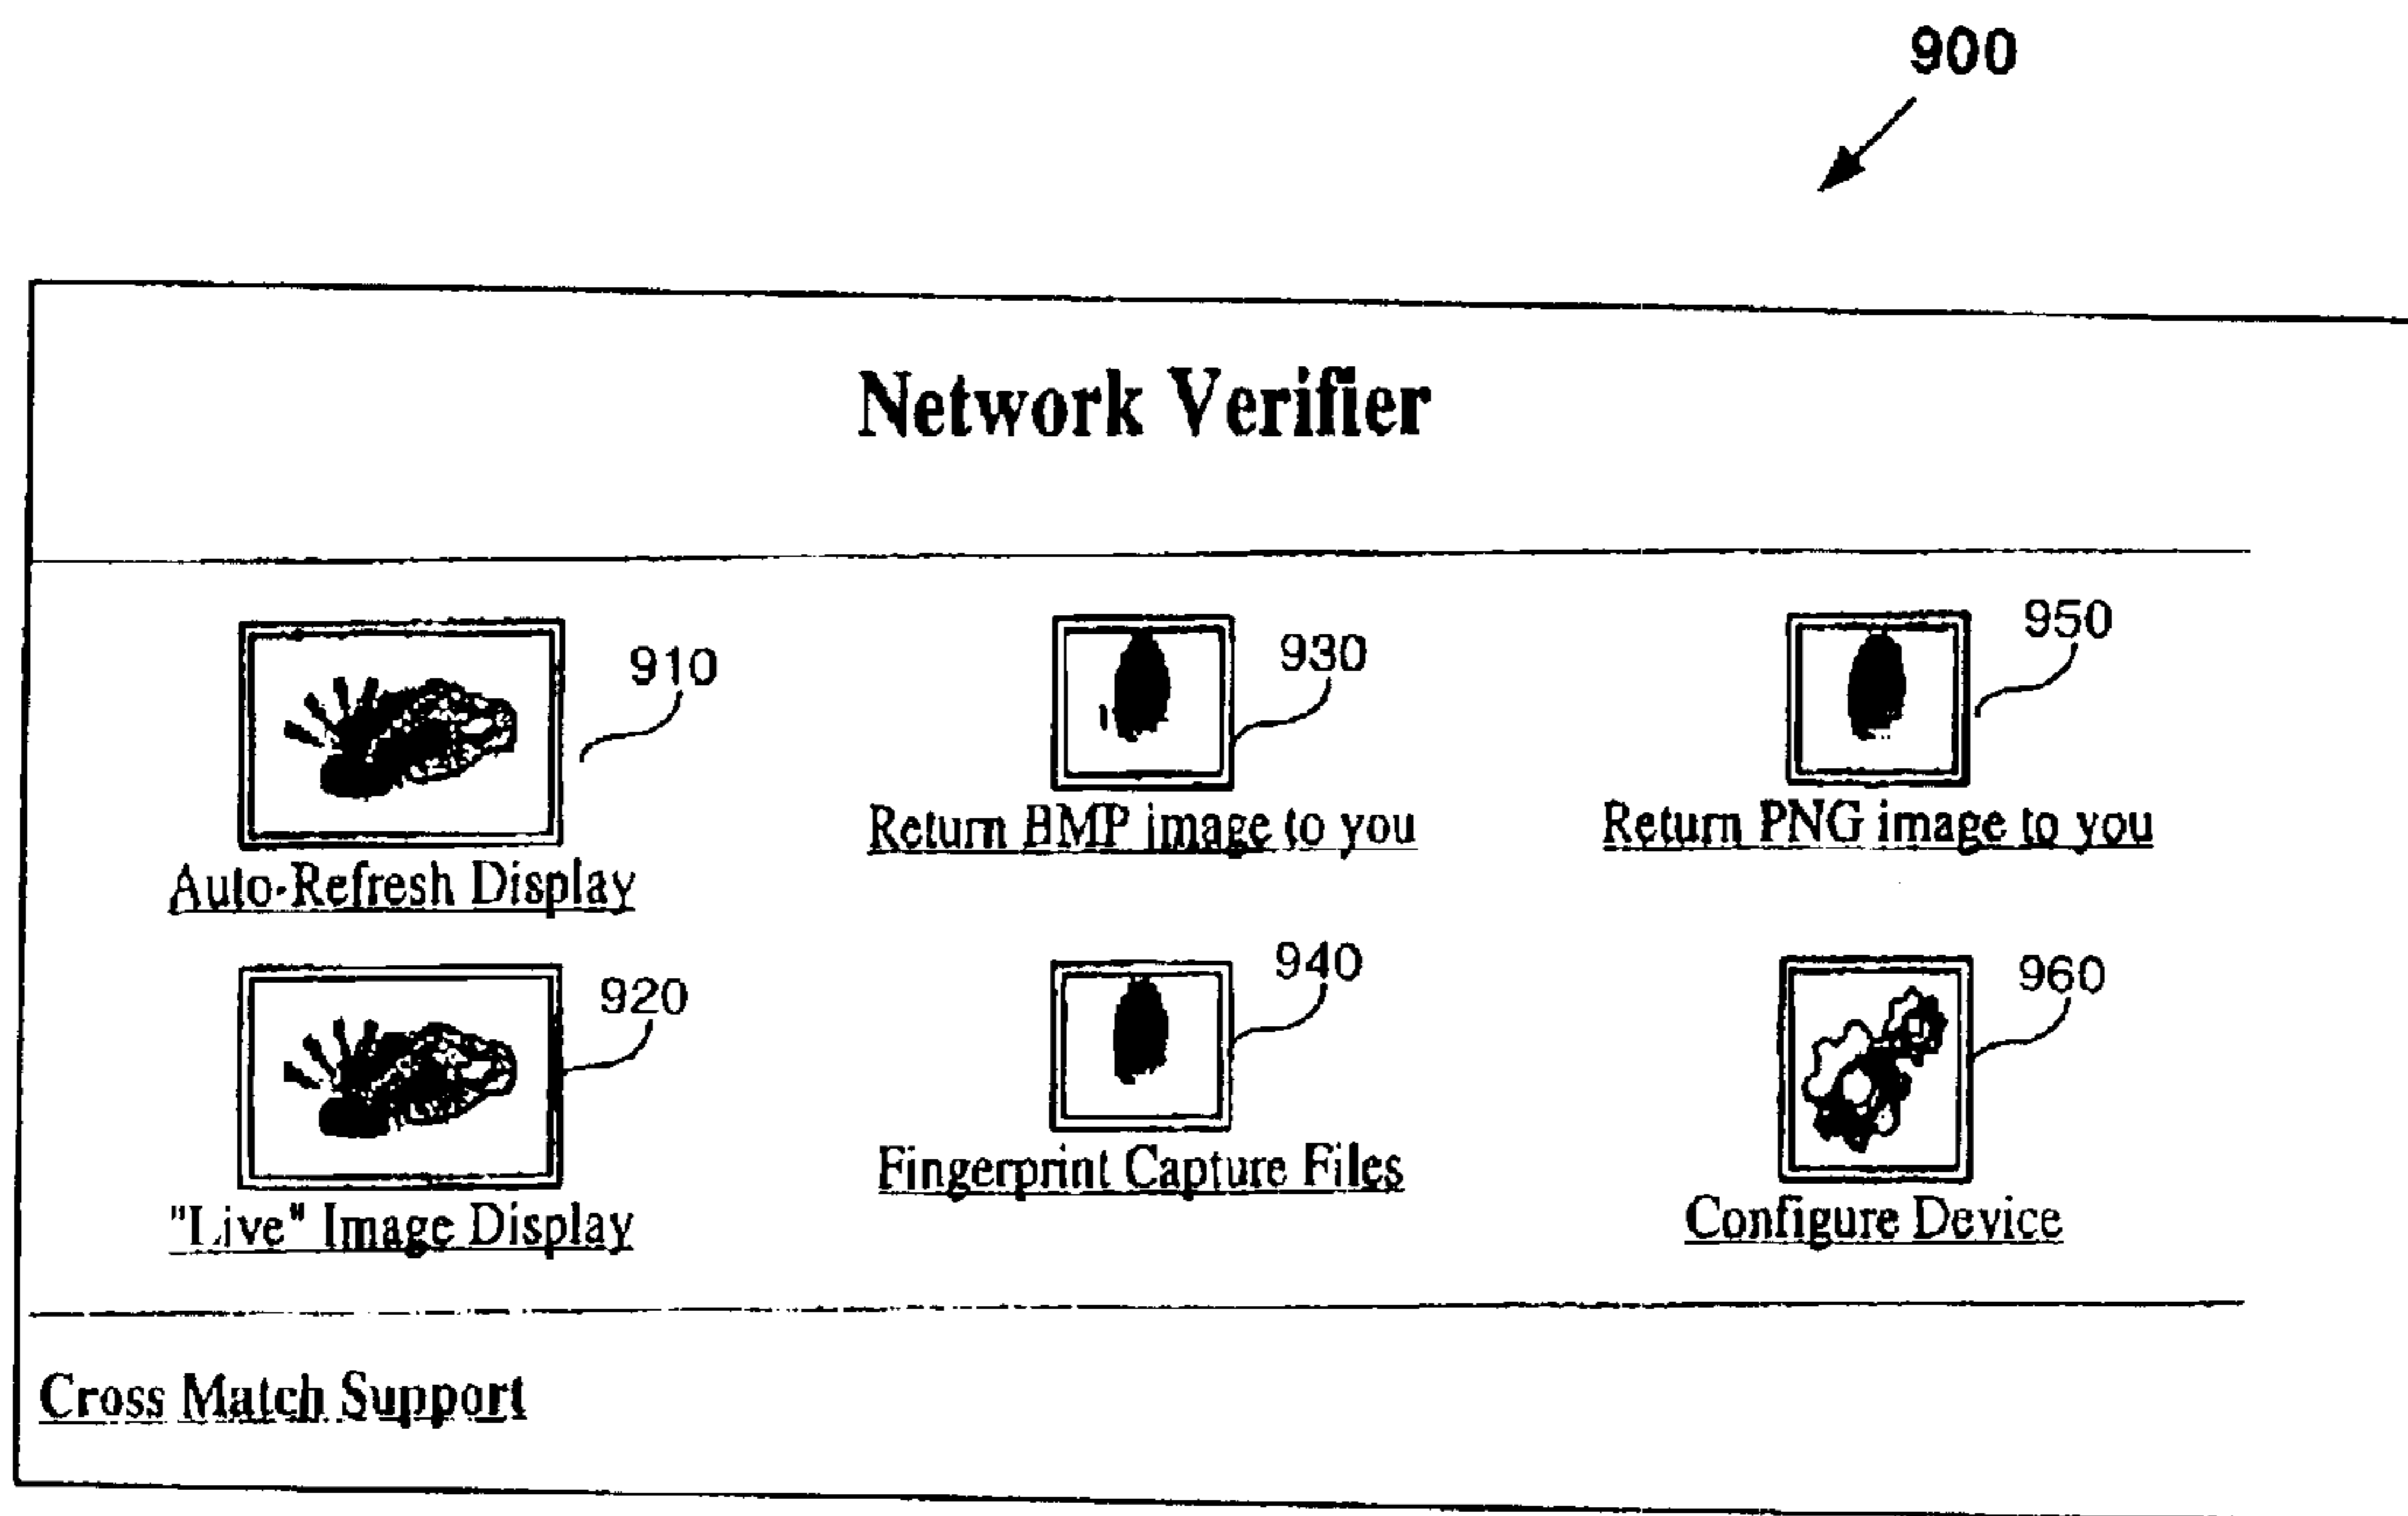 900
Network Verifier
910
930
950
Auto-Refresh Display
Return BMP image to you
Return PNG image to you
920
940
960
"Live" Image Display
Fingerprint Capture Files
Configure Device
Cross Match Support